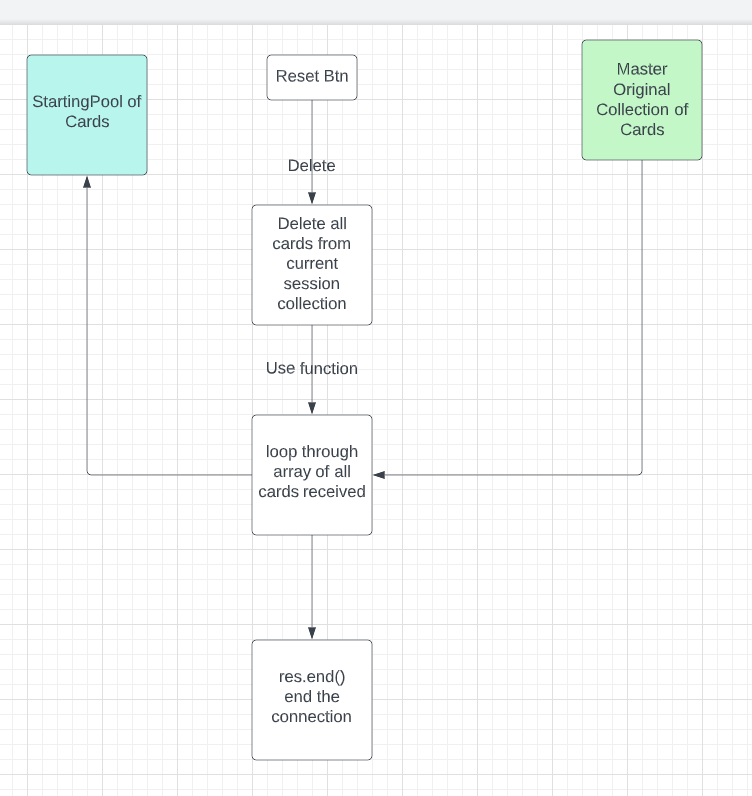 StartingPool of
Cards
Reset Btn
Master
Original
Collection of
Cards
Delete
Delete all
cards from
current
session
collection
Use function
loop through
array of all
cards received
res.end()
end the
connection